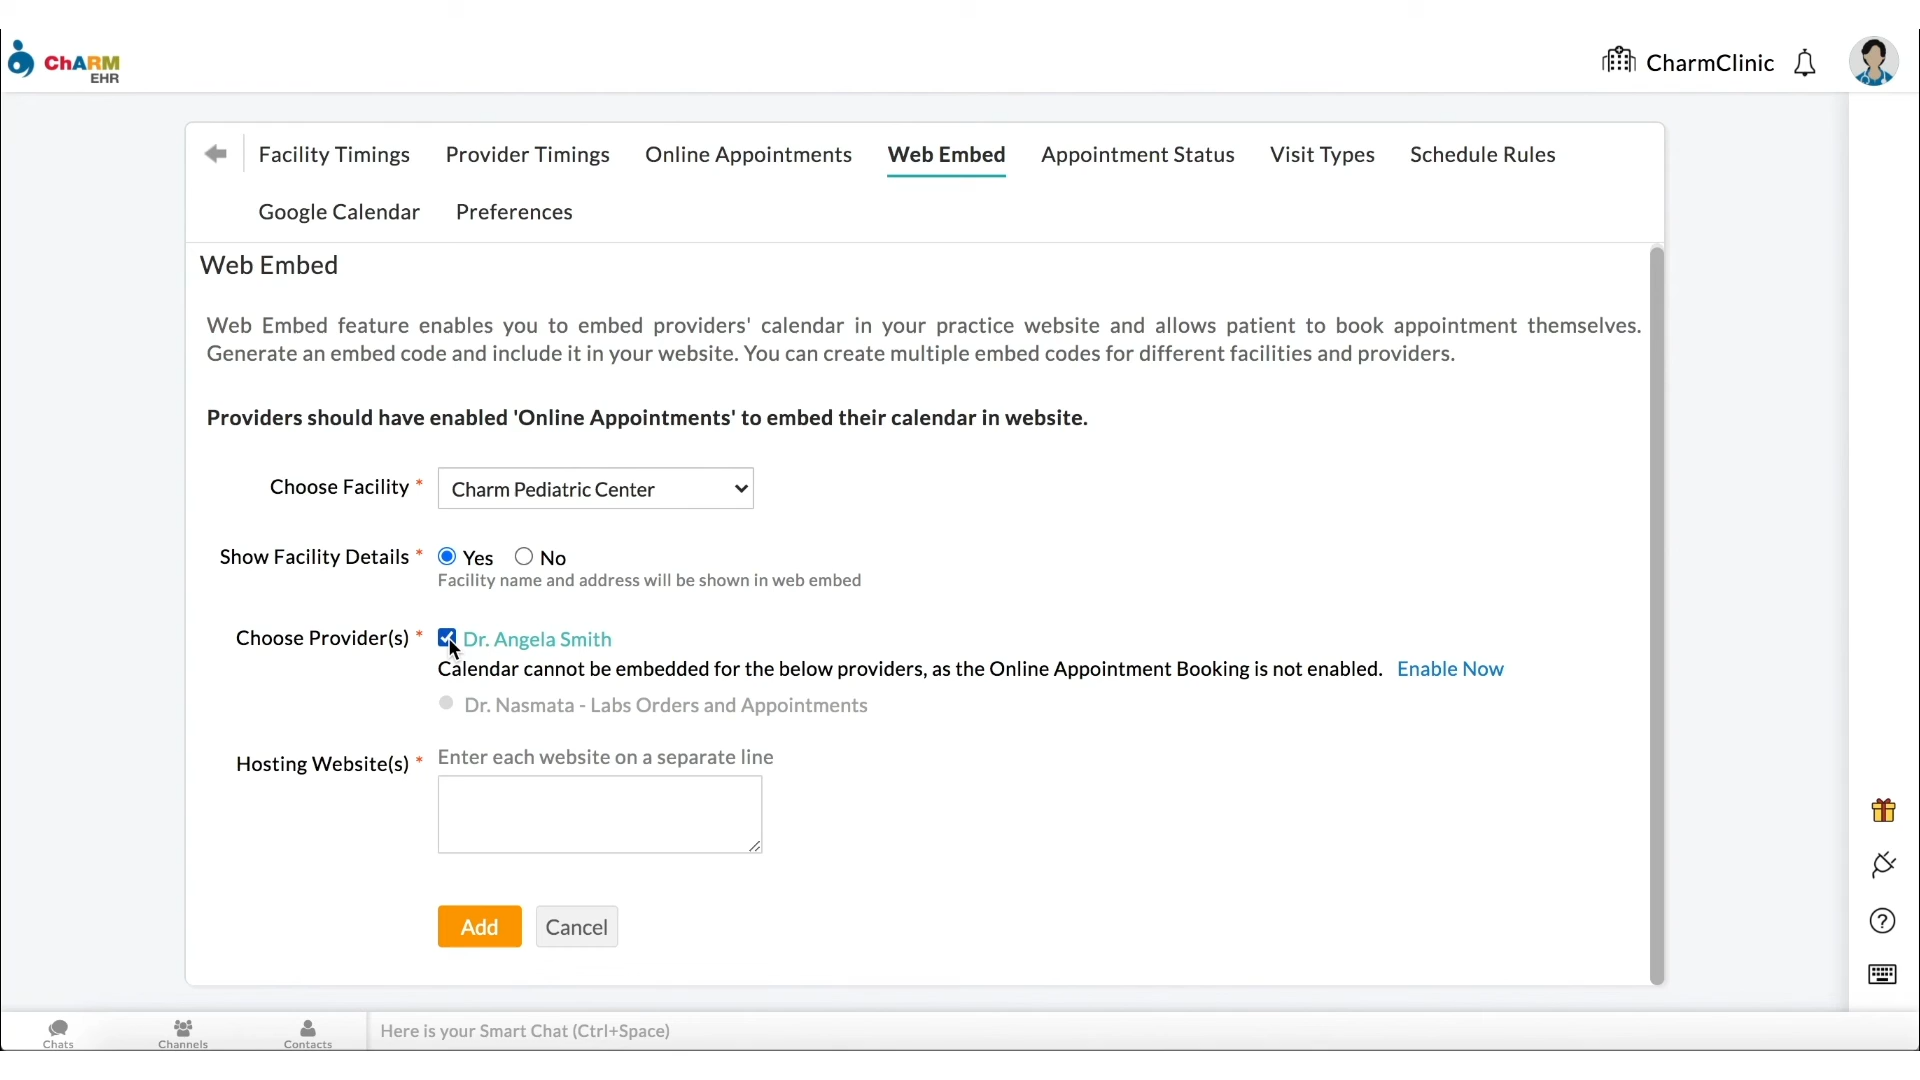 ChARM
EHR
CharmClinic
Facility Timings
Provider Timings
Online Appointments
Web Embed
Appointment Status
Visit Types
Schedule Rules
Google Calendar
Preferences
Web Embed
Web Embed feature enables you to embed providers' calendar in your practice website and allows patient to book appointment themselves.
Generate an embed code and include it in your website. You can create multiple embed codes for different facilities and providers.
Providers should have enabled 'Online Appointments' to embed their calendar in website.
Choose Facility *
Charm Pediatric Center
Show Facility Details *
Yes
No
Facility name and address will be shown in web embed
Choose Provider(s) *
Dr. Angela Smith
Calendar cannot be embedded for the below providers, as the Online Appointment Booking is not enabled. Enable Now
Dr. Nasmata - Labs Orders and Appointments
Hosting Website(s) *
Enter each website on a separate line
Add
Cancel
Chats
Channels
Contacts
Here is your Smart Chat (Ctrl+Space)